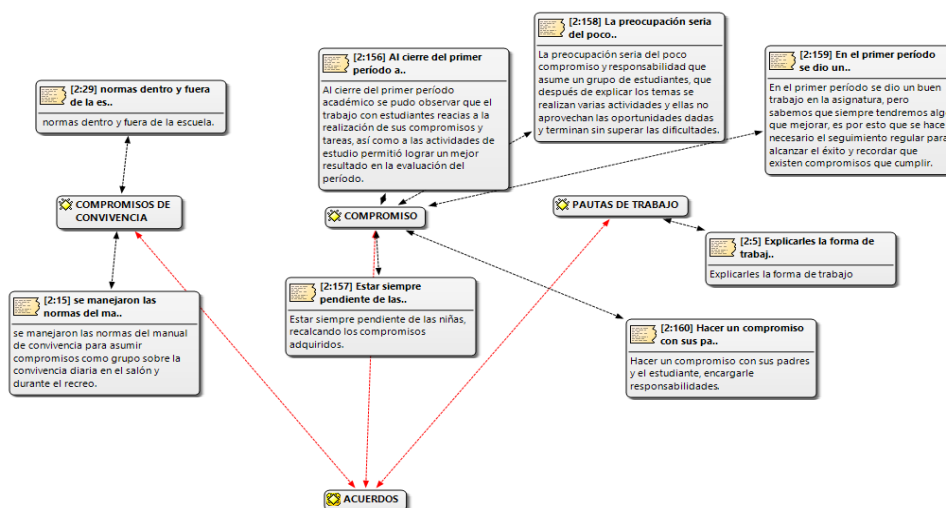 [2:158] La preocupación seria
del poco..
La preocupación seria del poco
compromiso y responsabilidad que
asume un grupo de estudiantes, que
después de explicar los temas se
realizan varias actividades y ellas no
aprovechan las oportunidades dadas
y terminan sin superar las dificultades.
[2:156] Al cierre del primer
período a..
Al cierre del primer período
académico se pudo observar que el
trabajo con estudiantes reacias a la
realización de sus compromisos y
tareas, así como a las actividades de
estudio permitió lograr un mejor
resultado en la evaluación del
período.
[2:159] En el primer período
se dio un..
En el primer período se dio un buen
trabajo en la asignatura, pero
sabemos que siempre tendremos algo
que mejorar, es por esto que se hace
necesario el seguimiento regular para
alcanzar el éxito y recordar que
existen compromisos que cumplir.
[2:29] normas dentro y fuera
de la es..
normas dentro y fuera de la escuela.
COMPROMISOS DE
CONVIVENCIA
COMPROMISO
PAUTAS DE TRABAJO
[2:5] Explicarles la forma de
trabaj..
Explicarles la forma de trabajo
[2:15] se manejaron las
normas del ma..
se manejaron las normas del manual
de convivencia para asumir
compromisos como grupo sobre la
convivencia diaria en el salón y
durante el recreo.
[2:157] Estar siempre
pendiente de las..
Estar siempre pendiente de las niñas,
recalcando los compromisos
adquiridos.
[2:160] Hacer un compromiso
con sus pa..
Hacer un compromiso con sus padres
y el estudiante, encargarle
responsabilidades.
ACUERDOS